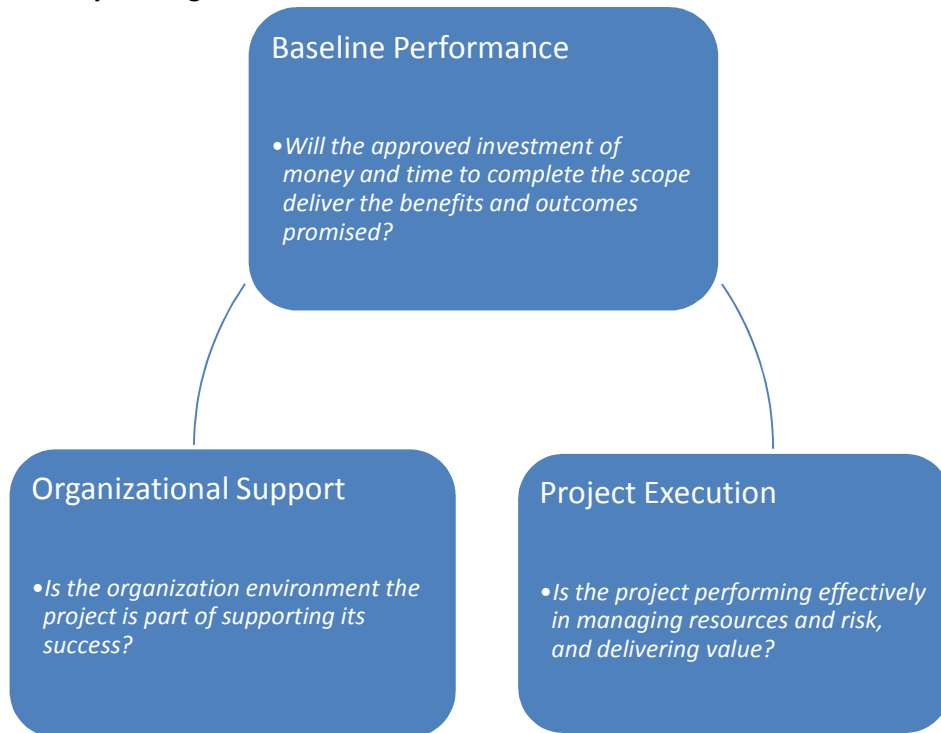 Baseline Performance
•Will the approved investment of
money and time to complete the scope
deliver the benefits and outcomes
promised?
Organizational Support
•Is the organization environment the
project is part of supporting its
success?
Project Execution
•Is the project performing effectively
in managing resources and risk,
and delivering value?